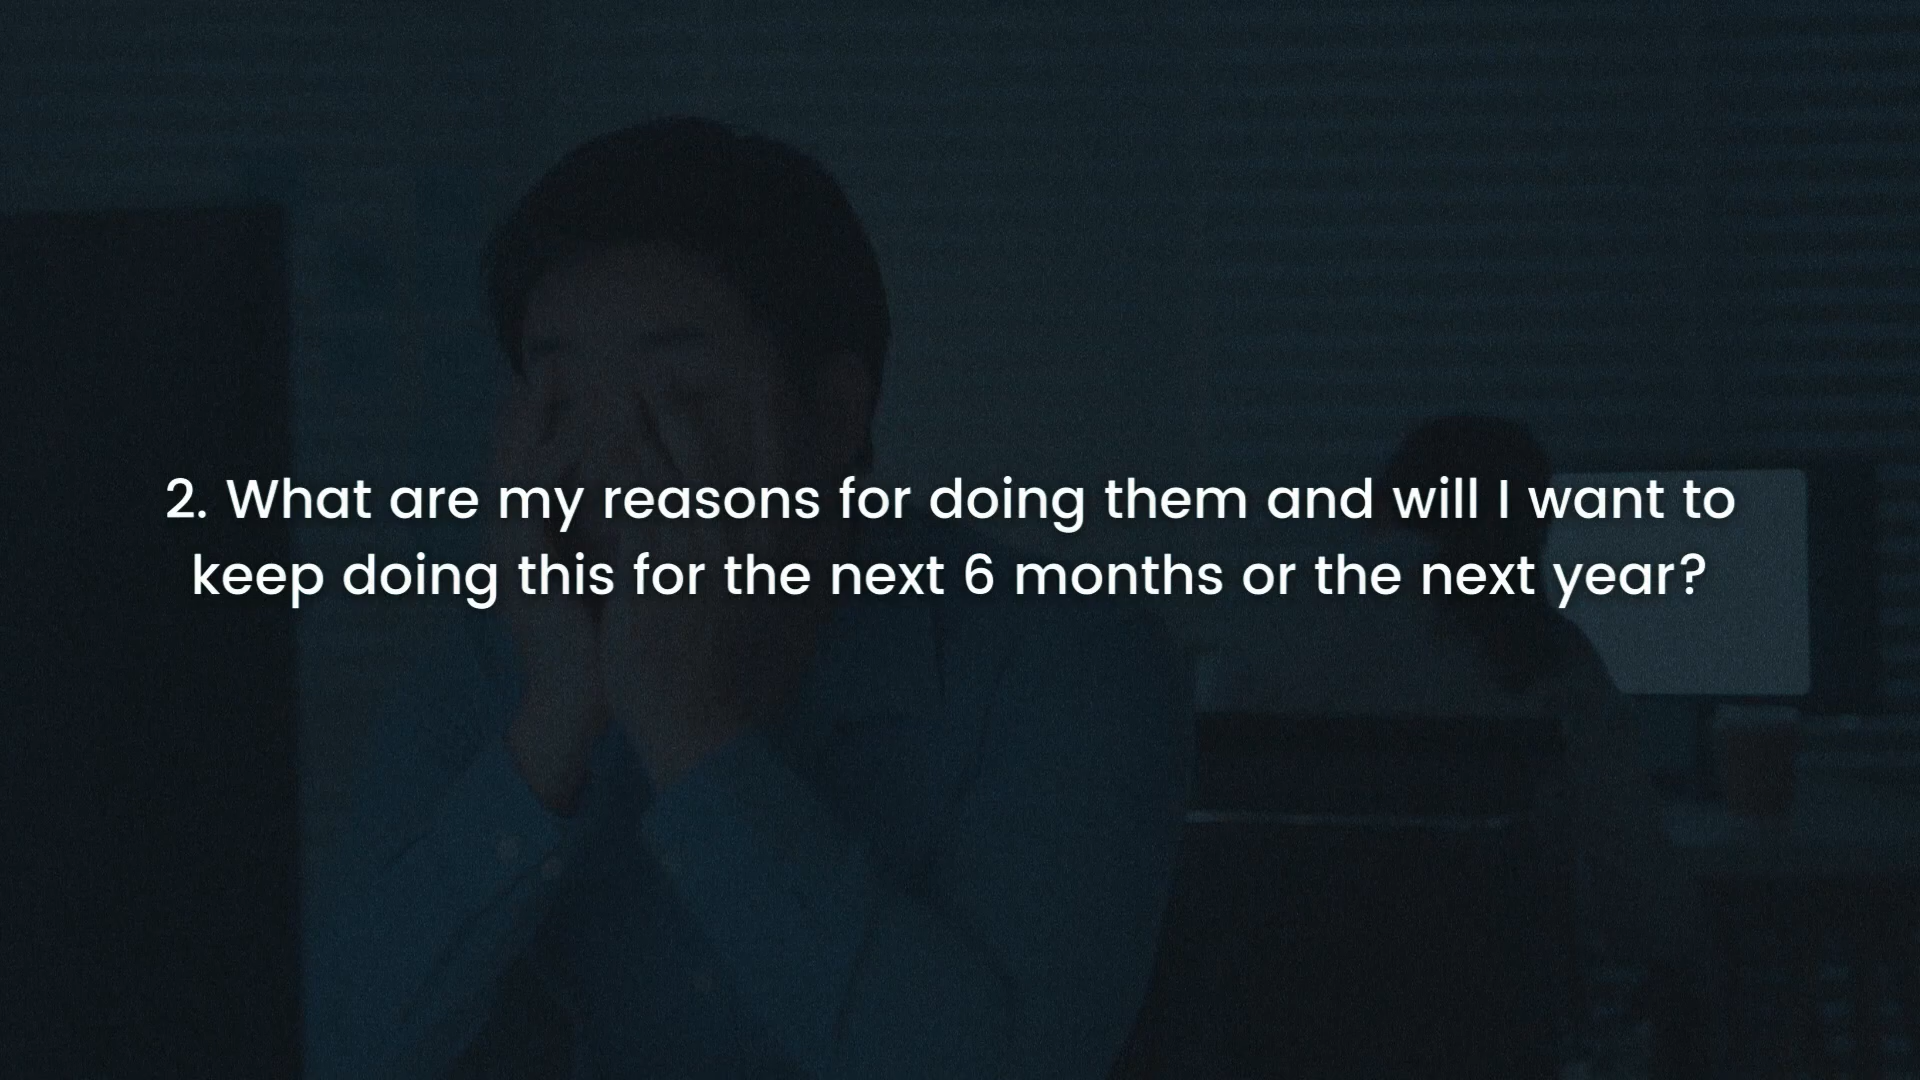 2. What are my reasons for doing them and will I want to
keep doing this for the next 6 months or the next year?